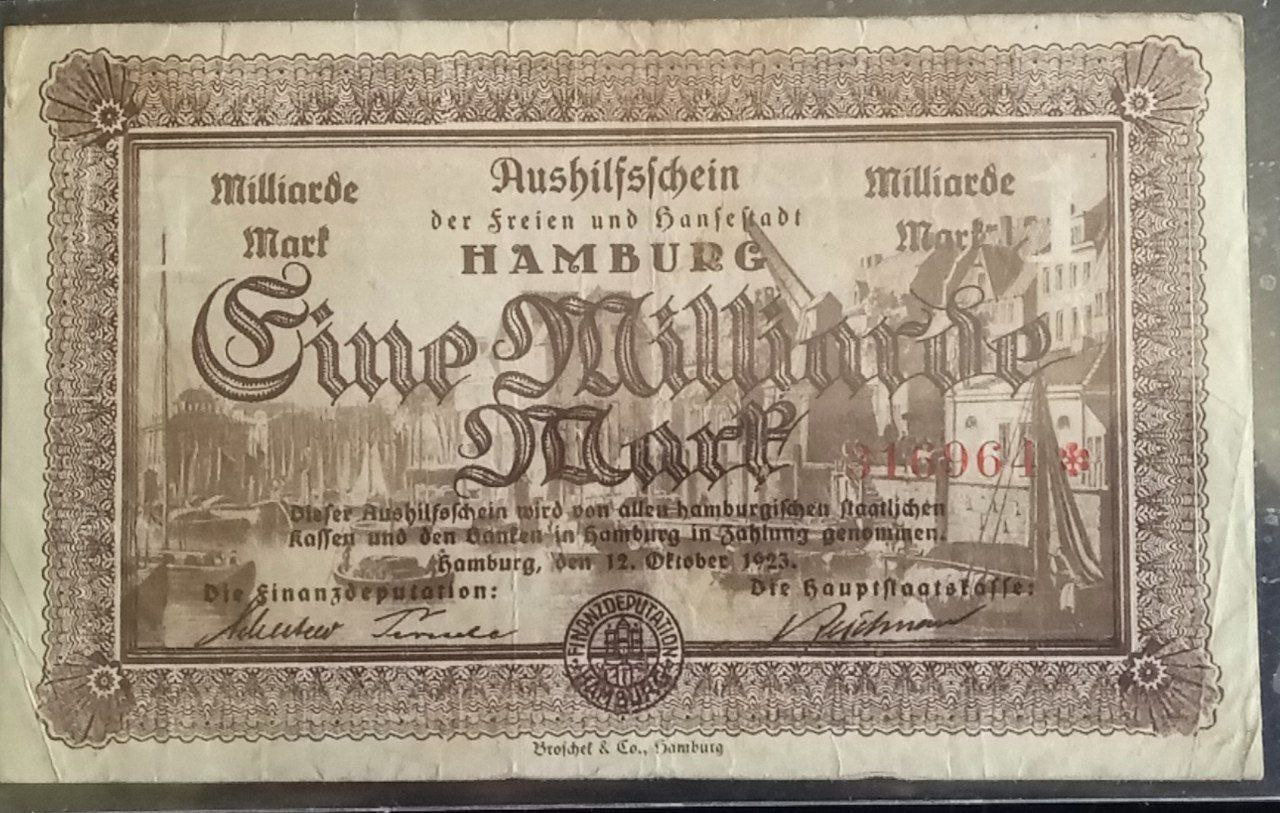 Milliarde
Mark
Aushilfsschein
der Freien und Hansestadt
HAMBURG
Milliarde
Mark
Eine Milliarde
Mark
316964 *
Dieser Aushilfsschein wird von allen hamburgischen staatlichen
Kassen und den Banken in Hamburg in Zahlung genommen.
Hamburg, den 12. Oktober 1923.
Die Finanzdeputation:
Die Hauptstaatskasse:
FINANZDEPUTATION
HAMBURG
Broschek & Co., Hamburg